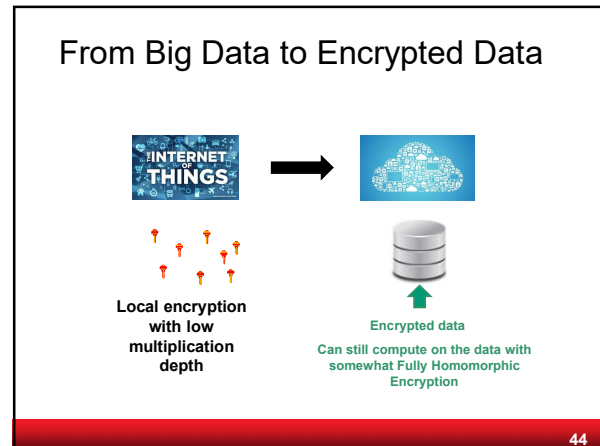 From Big Data to Encrypted Data
THE INTERNET
OF
THINGS
Local encryption
with low
multiplication
depth
Encrypted data
Can still compute on the data with
somewhat Fully Homomorphic
Encryption
44